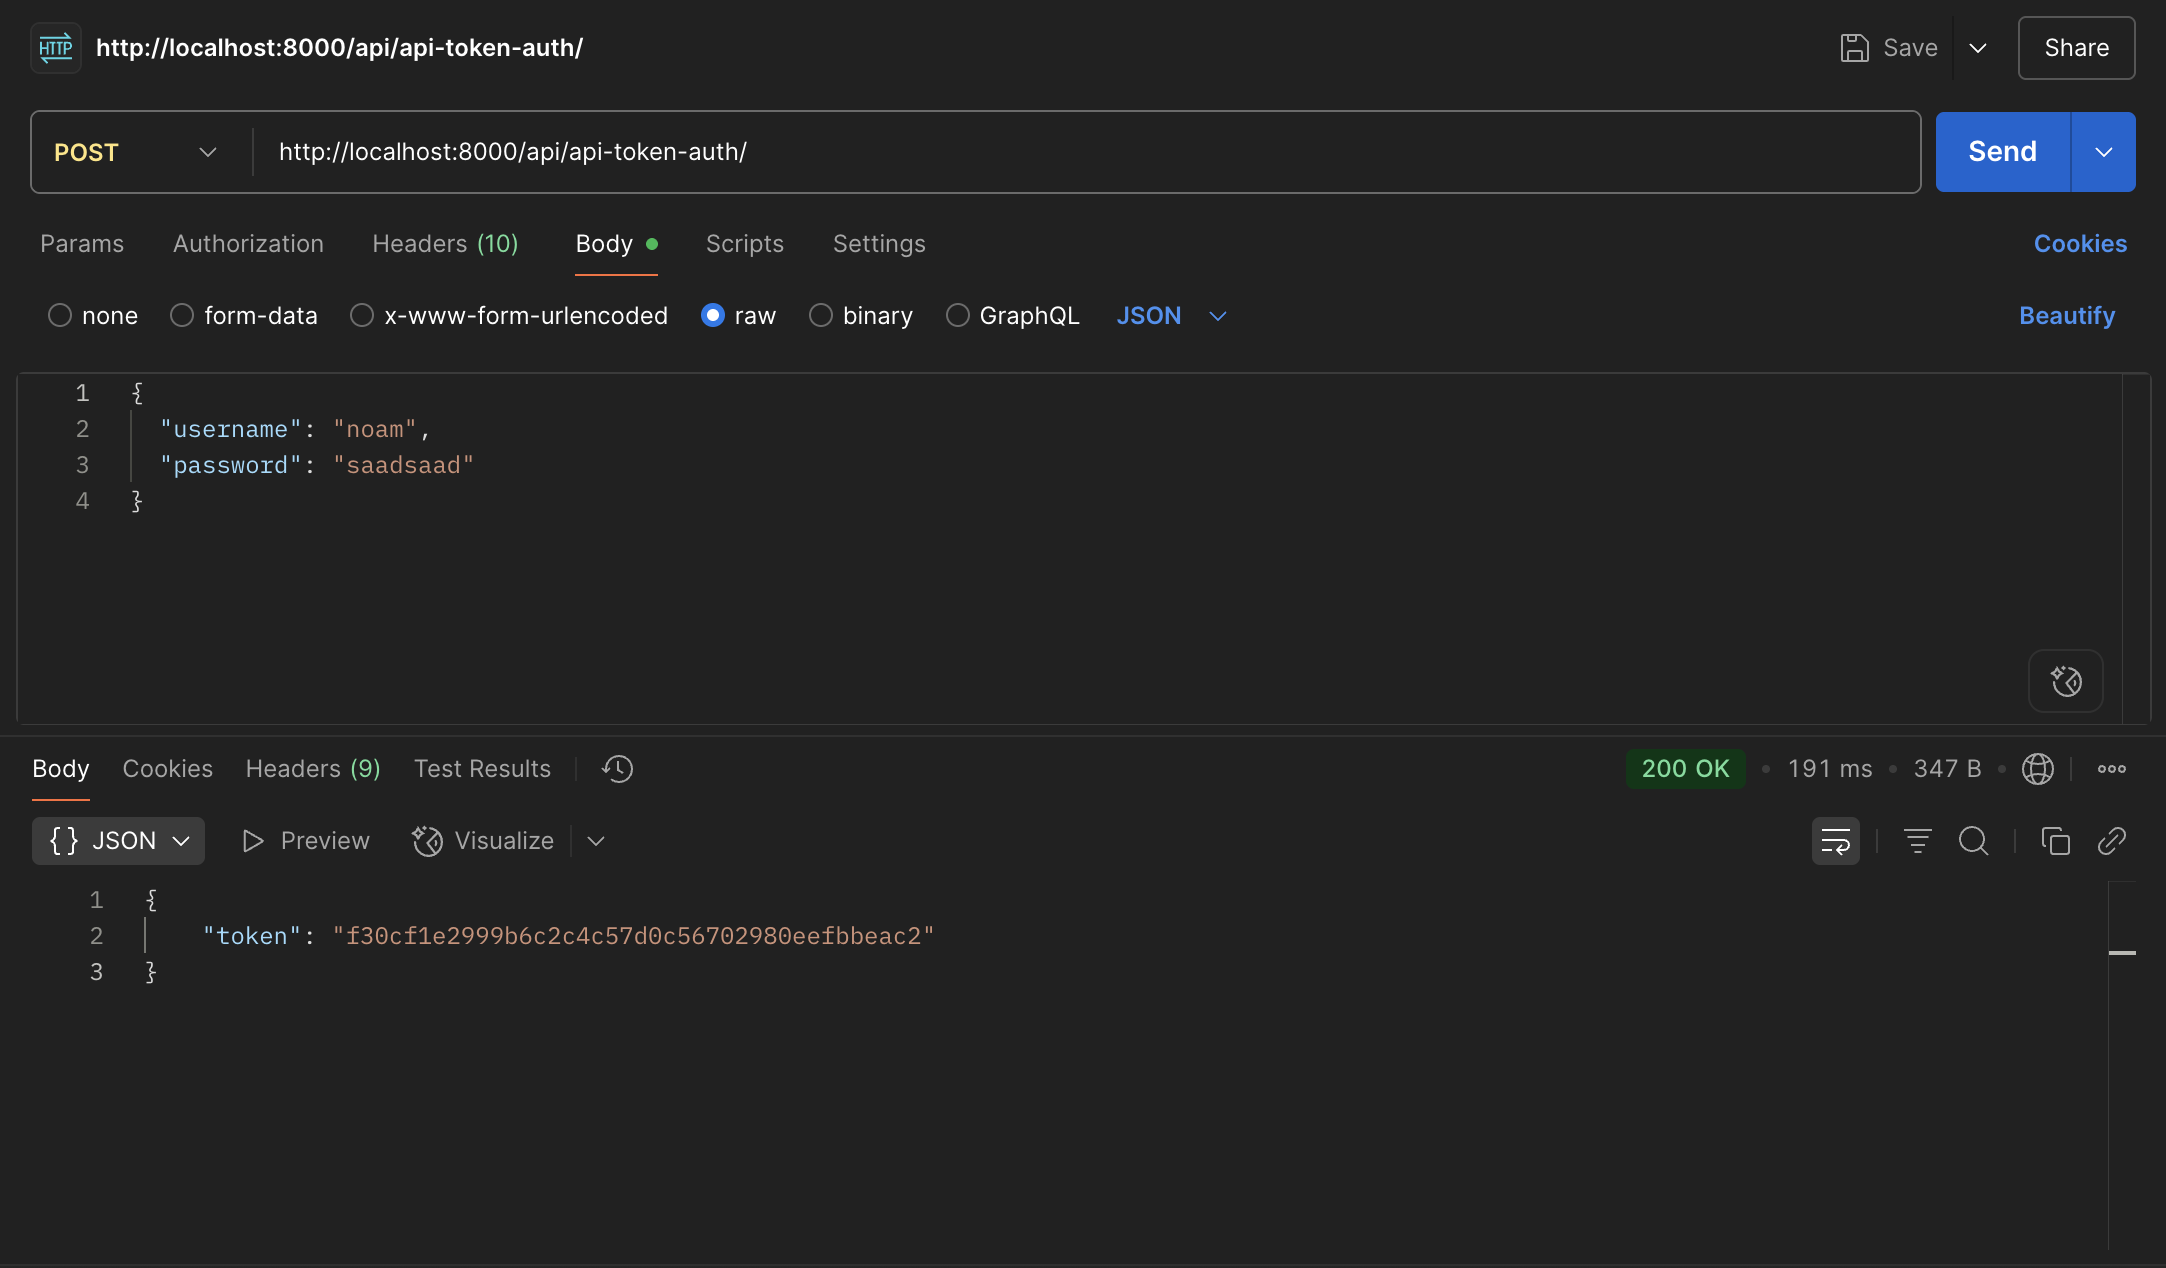 HTTP http://localhost:8000/api/api-token-auth/ Save Share
POST http://localhost:8000/api/api-token-auth/ Send
Params Authorization Headers (10) Body Scripts Settings Cookies
none form-data x-www-form-urlencoded raw binary GraphQL JSON Beautify
1 {
2 "username": "noam",
3 "password": "saadsaad"
4 }
Body Cookies Headers (9) Test Results 200 OK • 191 ms • 347 B •
{} JSON Preview Visualize
1 {
2 "token": "f30cf1e2999b6c2c4c57d0c56702980eefbbeac2"
3 }